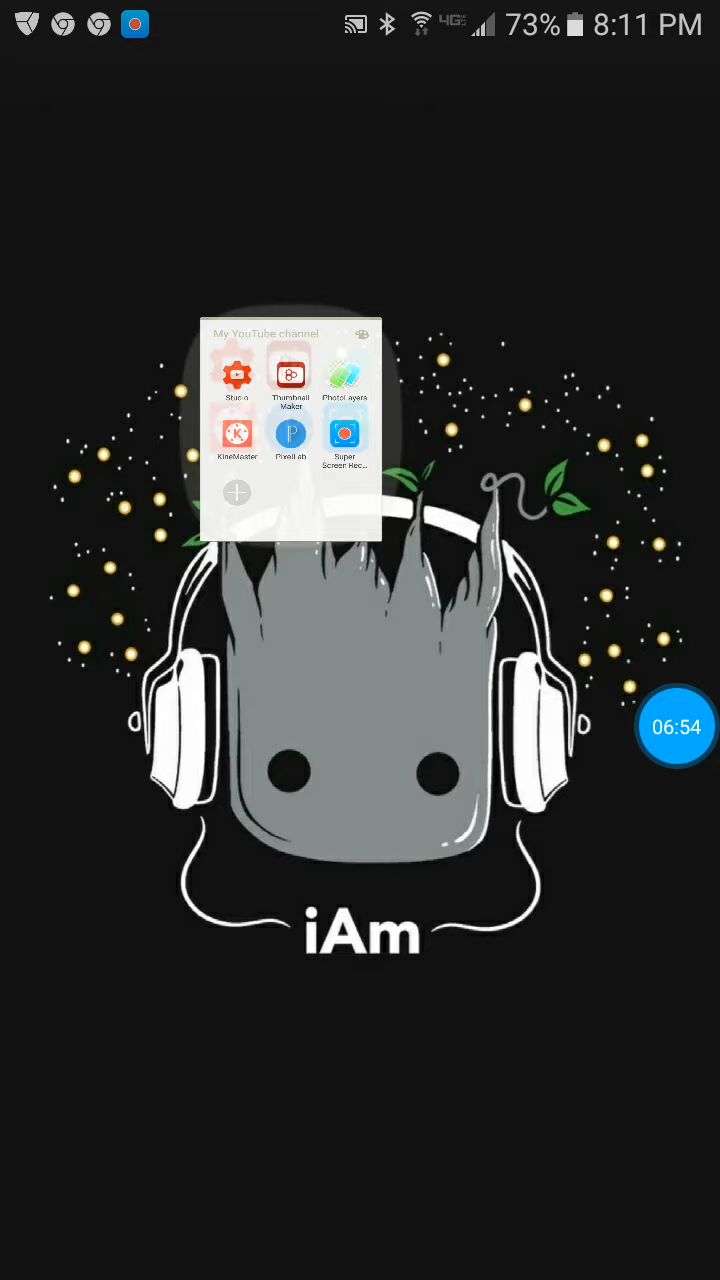 4G 73% 8:11 PM
My YouTube channel
Studio Thumbnail Maker PhotoLayers
KineMaster PixelLab Super Screen Rec...
06:54
iAm